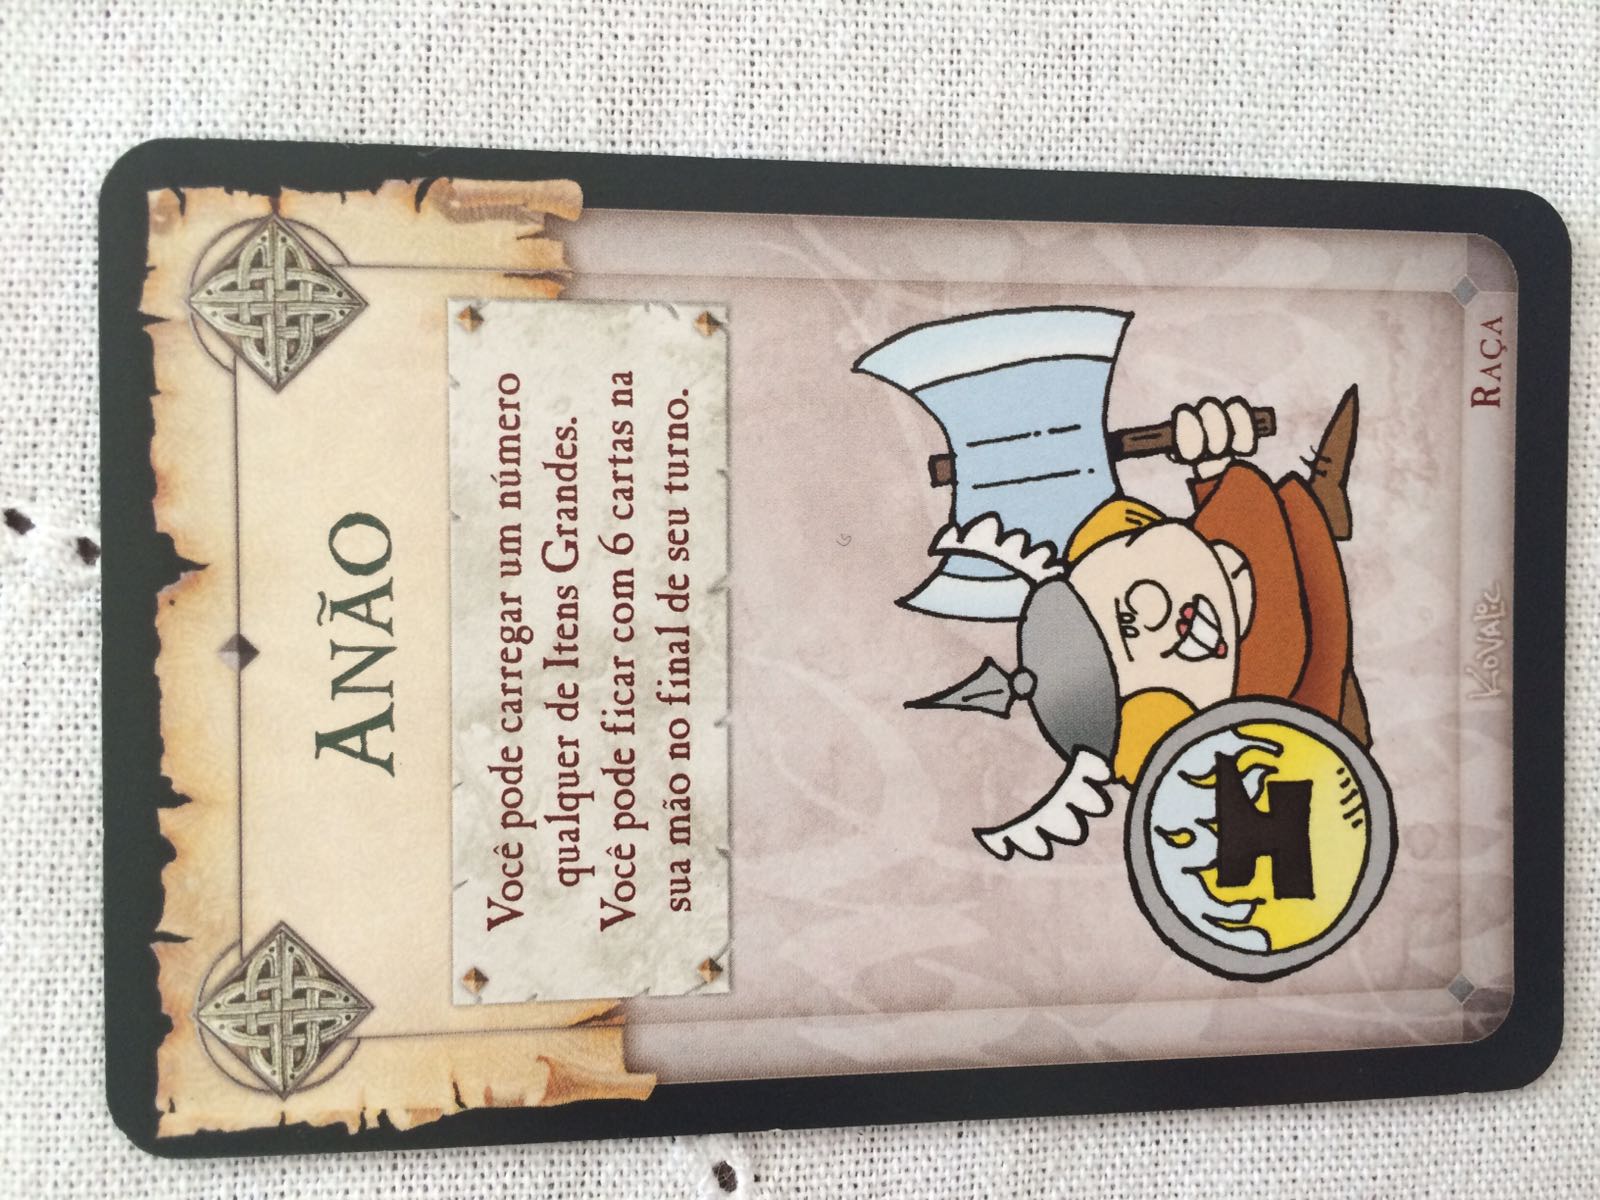 Anão
Você pode carregar um número
qualquer de Itens Grandes.
Você pode ficar com 6 cartas na
sua mão no final de seu turno.
Kovalic
Raça